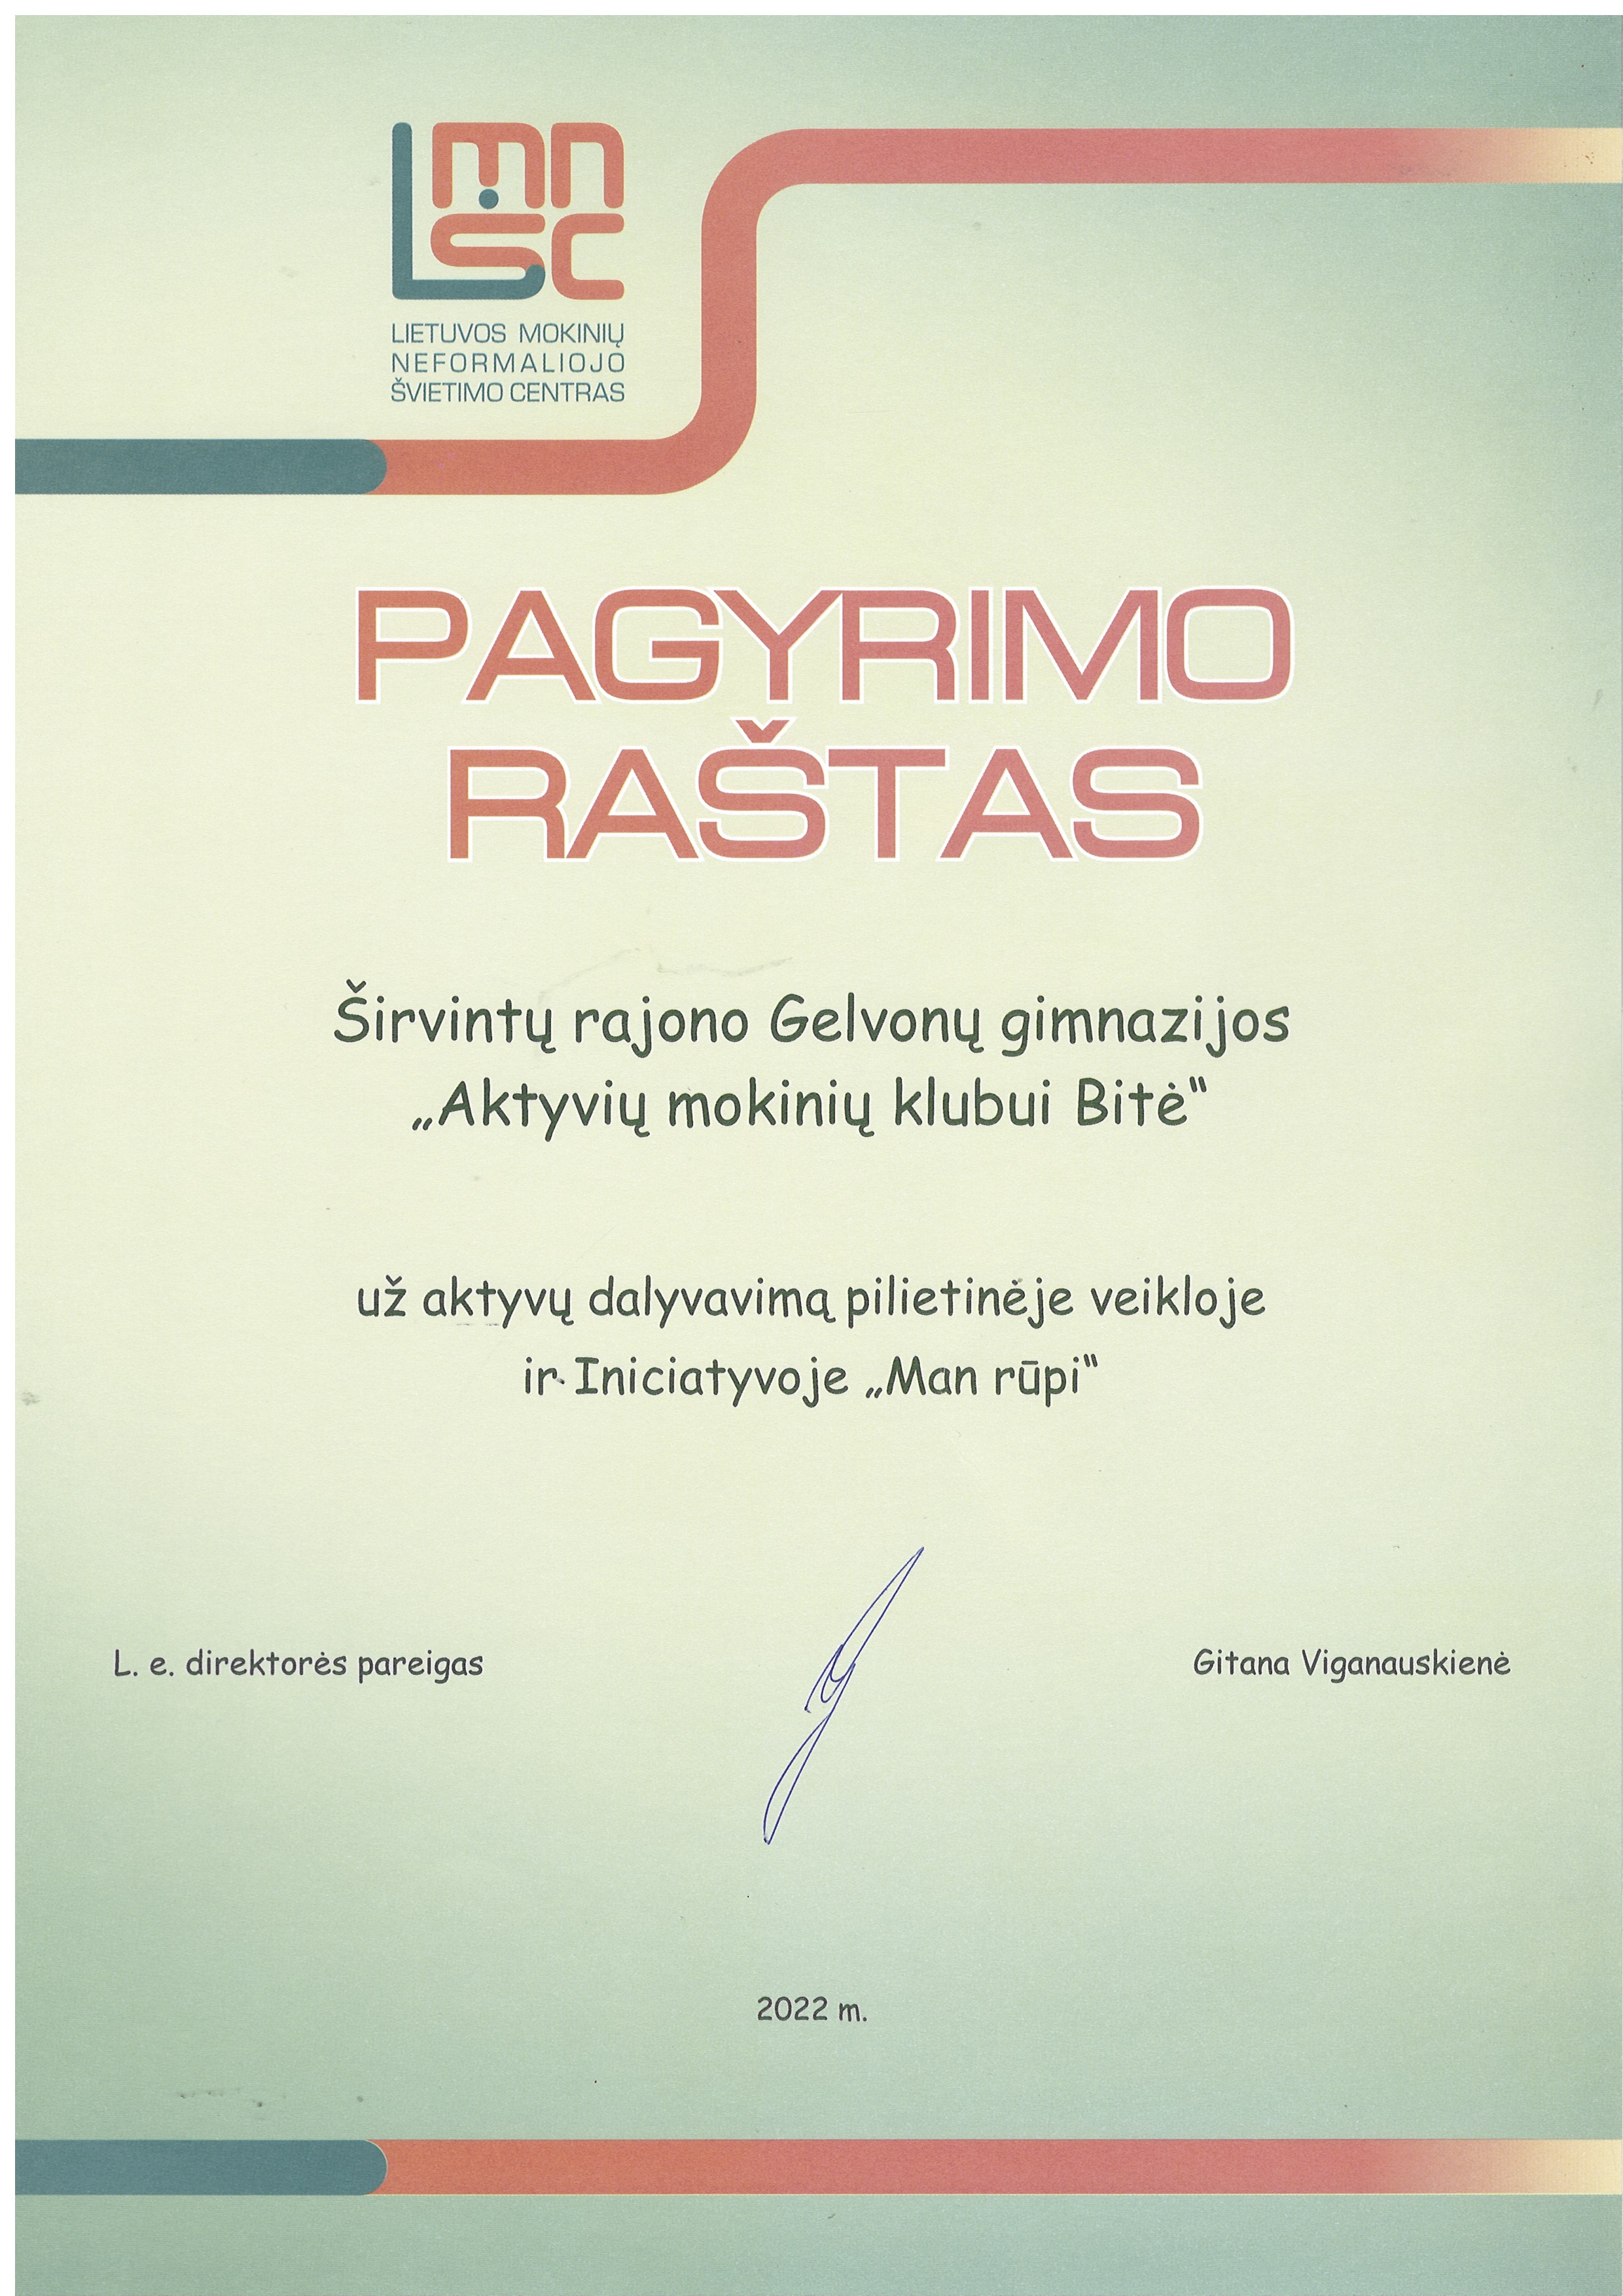 LMNŠC
LIETUVOS MOKINIŲ
NEFORMALIOJO
ŠVIETIMO CENTRAS
PAGYRIMO
RAŠTAS
Širvintų rajono Gelvonų gimnazijos
„Aktyvių mokinių klubui Bitė“
už aktyvų dalyvavimą pilietinėje veikloje
ir Iniciatyvoje „Man rūpi“
L. e. direktorės pareigas
Gitana Viganauskienė
2022 m.